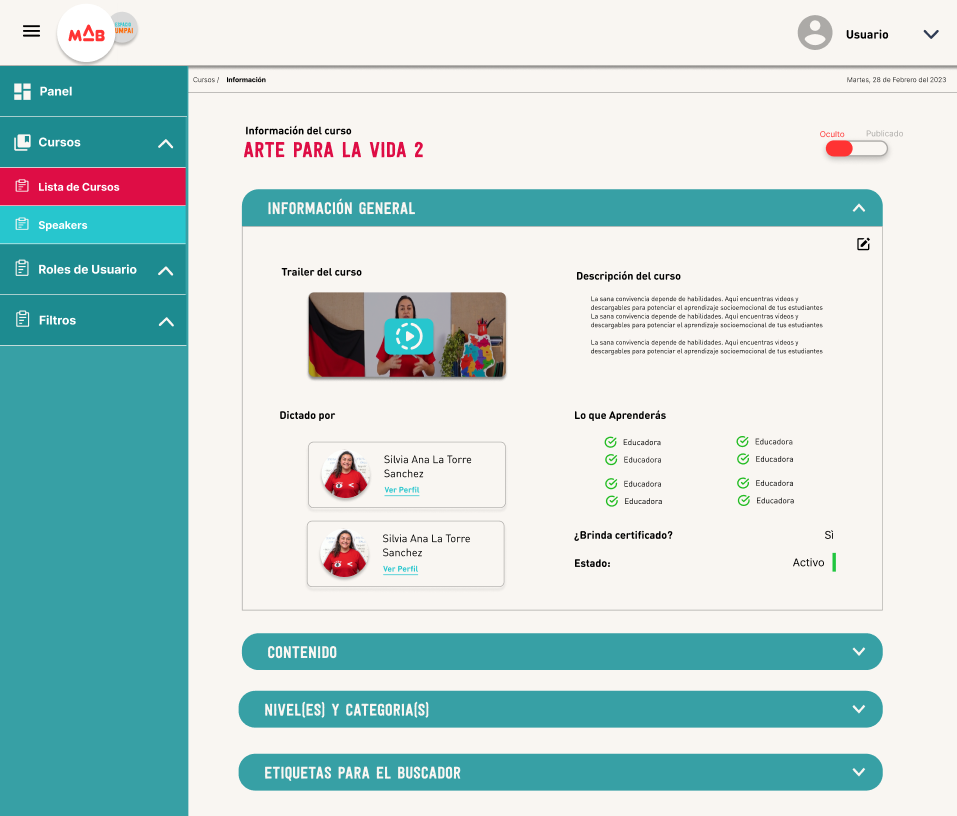 MAB
ESPACIO
UMPAI
Usuario
Cursos / Información
Martes, 28 de Febrero del 2023
Panel
Cursos
Lista de Cursos
Speakers
Roles de Usuario
Filtros
Información del curso
ARTE PARA LA VIDA 2
Oculto
Publicado
INFORMACIÓN GENERAL
Trailer del curso
Descripción del curso
La sana convivencia depende de habilidades. Aquí encuentras videos y
descargables para potenciar el aprendizaje socioemocional de tus estudiantes
La sana convivencia depende de habilidades. Aquí encuentras videos y
descargables para potenciar el aprendizaje socioemocional de tus estudiantes
La sana convivencia depende de habilidades. Aquí encuentras videos y
descargables para potenciar el aprendizaje socioemocional de tus estudiantes
Dictado por
Silvia Ana La Torre
Sanchez
Ver Perfil
Silvia Ana La Torre
Sanchez
Ver Perfil
Lo que Aprenderás
Educadora
Educadora
Educadora
Educadora
Educadora
Educadora
Educadora
Educadora
¿Brinda certificado?
Sì
Estado:
Activo
CONTENIDO
NIVEL(ES) Y CATEGORIA(S)
ETIQUETAS PARA EL BUSCADOR